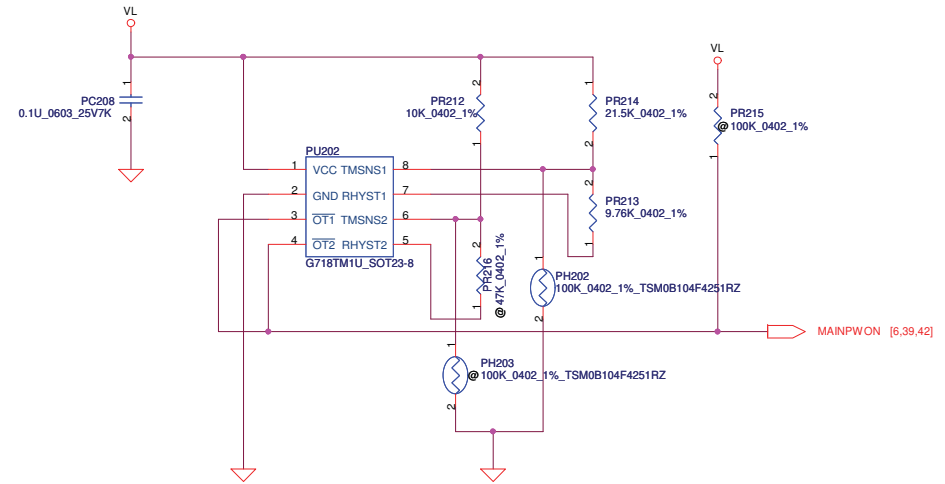 VL
VL
1
PC208
0.1U_0603_25V7K
2
2
PR212
10K_0402_1%
1
1
PR214
21.5K_0402_1%
2
2
PR215
@ 100K_0402_1%
1
PU202
1 VCC TMSNS1 8
2 GND RHYST1 7
3 OT1 TMSNS2 6
4 OT2 RHYST2 5
G718TM1U_SOT23-8
2
PR213
9.76K_0402_1%
1
2
PR216
@ 47K_0402_1%
1
1
PH202
100K_0402_1%_TSM0B104F4251RZ
2
MAINPWON [6,39,42]
1
PH203
@ 100K_0402_1%_TSM0B104F4251RZ
2